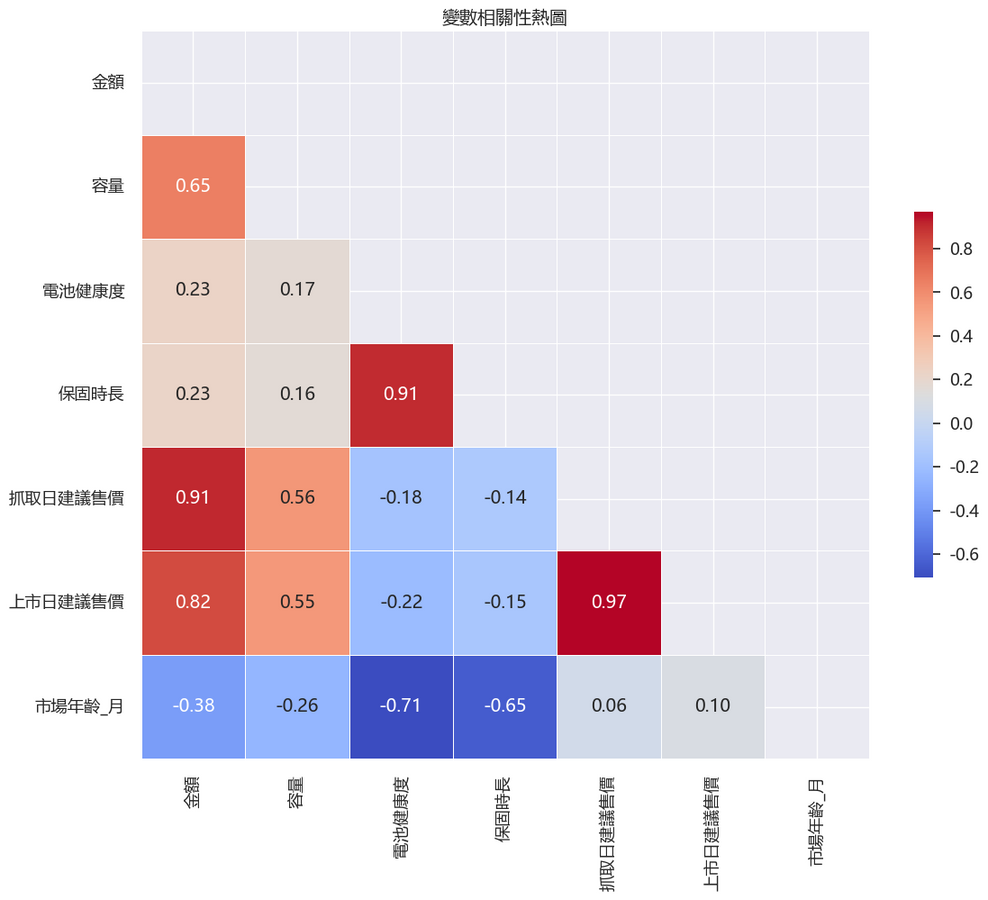 變數相關性熱圖
金額
容量
0.65
電池健康度
0.23 0.17
保固時長
0.23 0.16 0.91
抓取日建議售價
0.91 0.56 -0.18 -0.14
上市日建議售價
0.82 0.55 -0.22 -0.15 0.97
市場年齡_月
-0.38 -0.26 -0.71 -0.65 0.06 0.10
金額
容量
電池健康度
保固時長
抓取日建議售價
上市日建議售價
市場年齡_月
0.8
0.6
0.4
0.2
0.0
-0.2
-0.4
-0.6